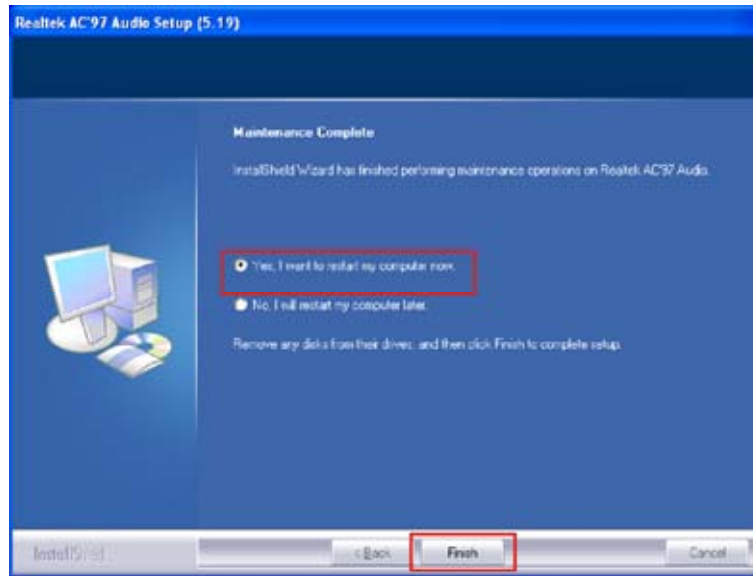 Realtek AC'97 Audio Setup (5.19)
Maintenance Complete
InstallShield Wizard has finished performing maintenance operations on Realtek AC'97 Audio.
Yes, I want to restart my computer now.
No, I will restart my computer later.
Remove any disks from their drives, and then click Finish to complete setup.
InstallShield
< Back
Finish
Cancel